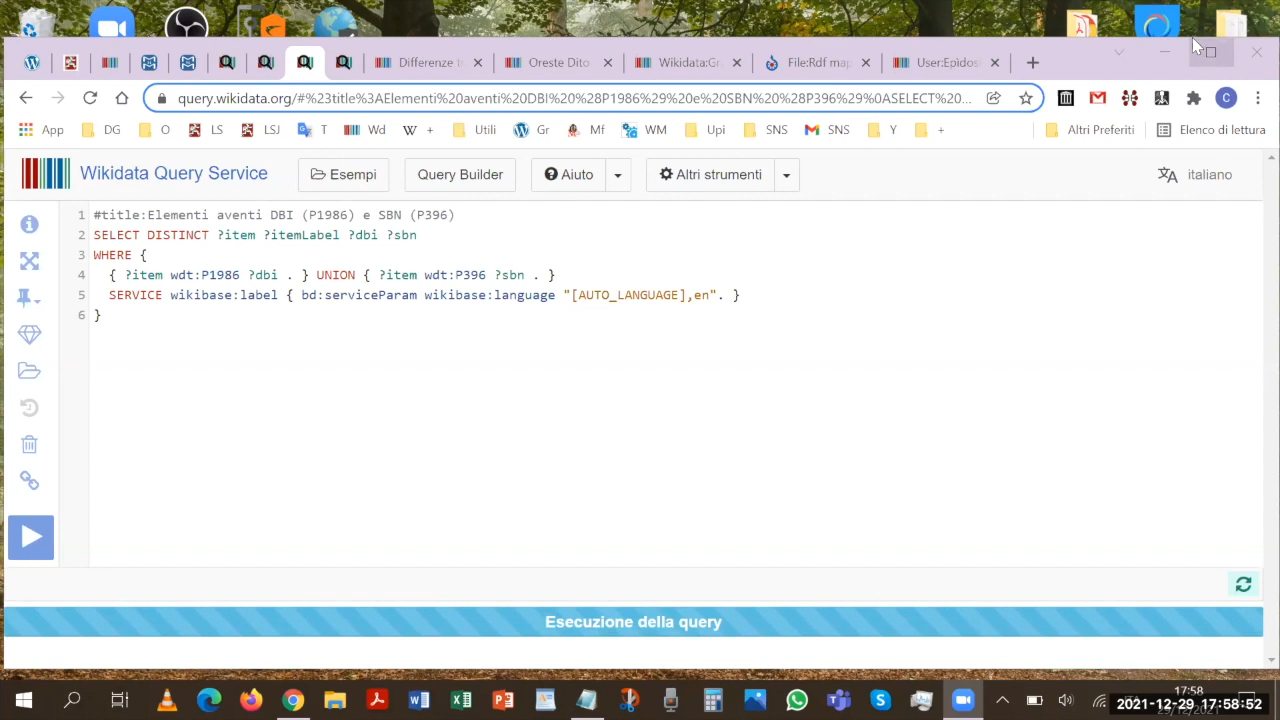 Differenze t
Oreste Dito
Wikidata:Gr
File:Rdf map
User:Epìdos
query.wikidata.org/#%23title%3AElementi%20aventi%20DBI%20%28P1986%29%20e%20SBN%20%28P396%29%0ASELECT%20...
App DG O LS LSJ T Wd + Utili Gr Mf WM Upi SNS SNS Y + Altri Preferiti Elenco di lettura
Wikidata Query Service Esempi Query Builder Aiuto Altri strumenti italiano
1 #title:Elementi aventi DBI (P1986) e SBN (P396)
2 SELECT DISTINCT ?item ?itemLabel ?dbi ?sbn
3 WHERE {
4 { ?item wdt:P1986 ?dbi . } UNION { ?item wdt:P396 ?sbn . }
5 SERVICE wikibase:label { bd:serviceParam wikibase:language "[AUTO_LANGUAGE],en". }
6 }
Esecuzione della query
17:58
2021-12-29 17:58:52